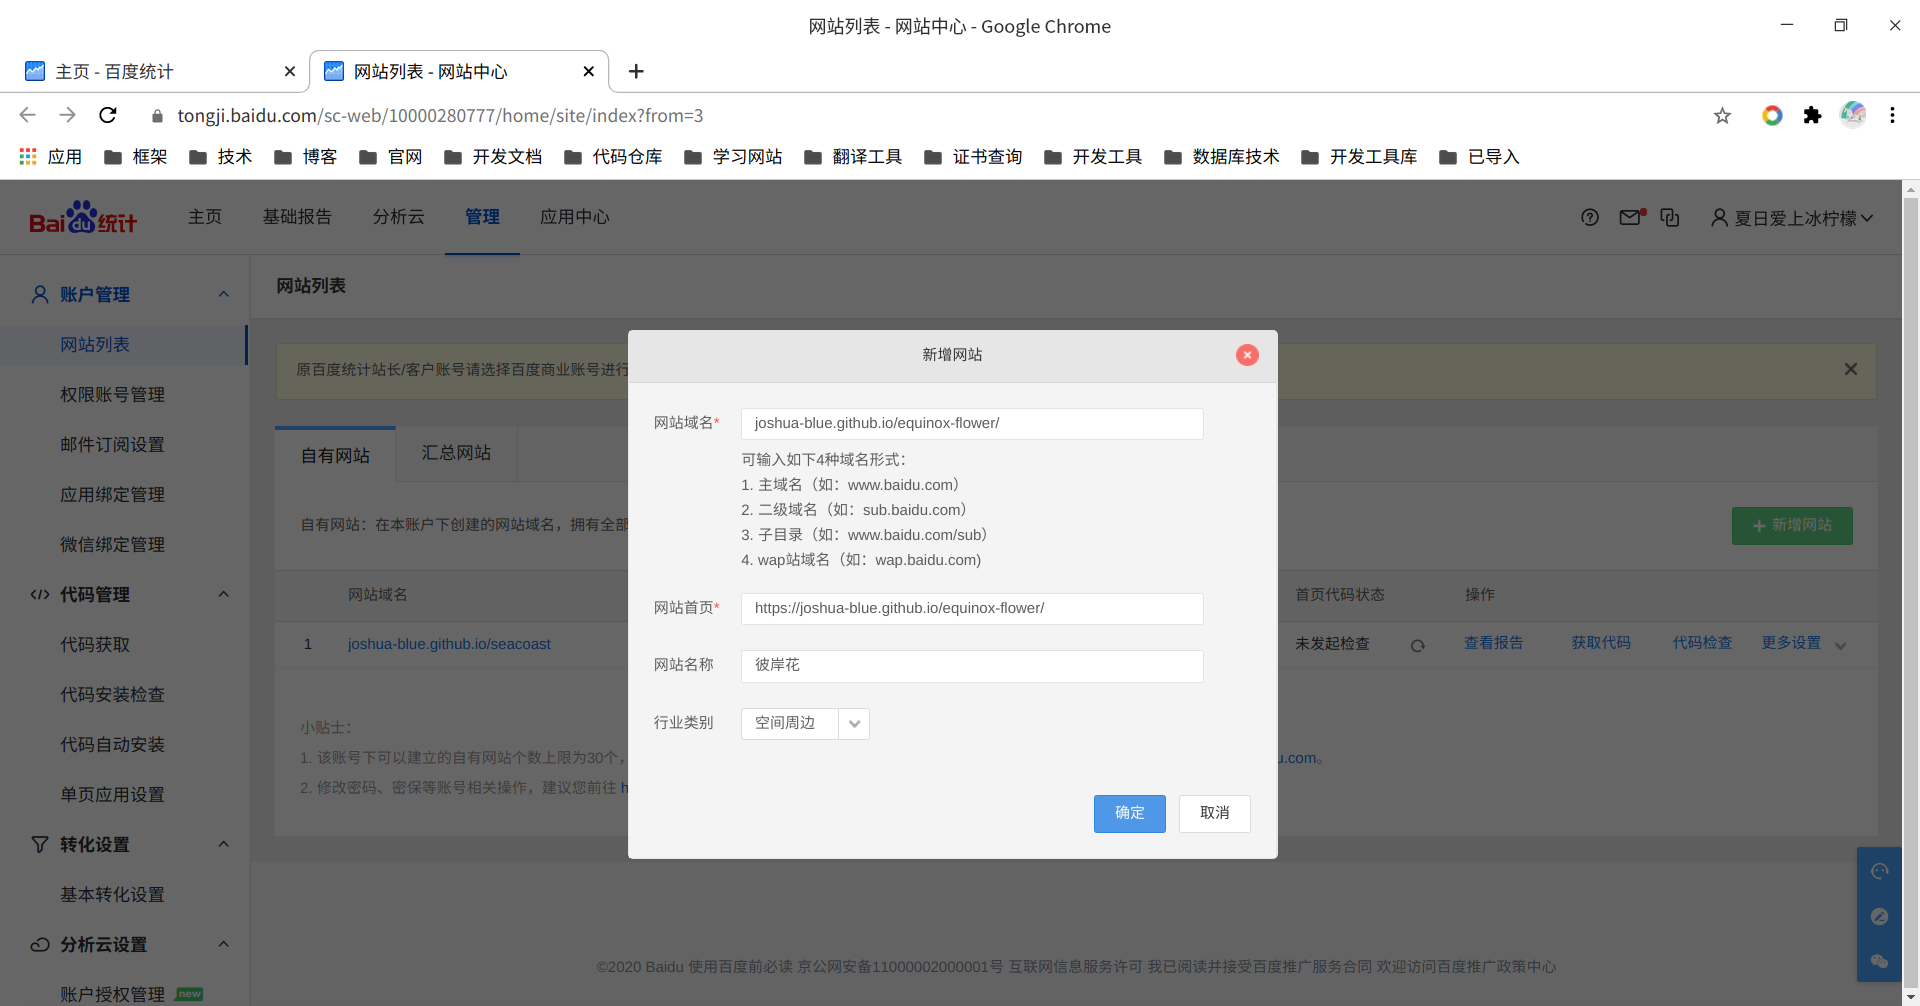 网站列表 - 网站中心 - Google Chrome
主页 - 百度统计
网站列表 - 网站中心
tongji.baidu.com/sc-web/10000280777/home/site/index?from=3
应用 框架 技术 博客 官网 开发文档 代码仓库 学习网站 翻译工具 证书查询 开发工具 数据库技术 开发工具库 已导入
Bai du 统计 主页 基础报告 分析云 管理 应用中心 夏日爱上冰柠檬
账户管理
网站列表
权限账号管理
邮件订阅设置
应用绑定管理
微信绑定管理
代码管理
代码获取
代码安装检查
代码自动安装
单页应用设置
转化设置
基本转化设置
分析云设置
账户授权管理 new
网站列表
原百度统计站长/客户账号请选择百度商业账号进行
自有网站 汇总网站
自有网站：在本账户下创建的网站域名，拥有全部
新增网站
网站域名 首页代码状态 操作
1 joshua-blue.github.io/seacoast 未发起检查 查看报告 获取代码 代码检查 更多设置
小贴士：
1. 该账号下可以建立的自有网站个数上限为30个，
u.com。
2. 修改密码、密保等账号相关操作，建议您前往 h
新增网站
网站域名* joshua-blue.github.io/equinox-flower/
可输入如下4种域名形式：
1. 主域名（如：www.baidu.com）
2. 二级域名（如：sub.baidu.com）
3. 子目录（如：www.baidu.com/sub）
4. wap站域名（如：wap.baidu.com)
网站首页* https://joshua-blue.github.io/equinox-flower/
网站名称 彼岸花
行业类别 空间周边
确定 取消
©2020 Baidu 使用百度前必读 京公网安备11000002000001号 互联网信息服务许可 我已阅读并接受百度推广服务合同 欢迎访问百度推广政策中心